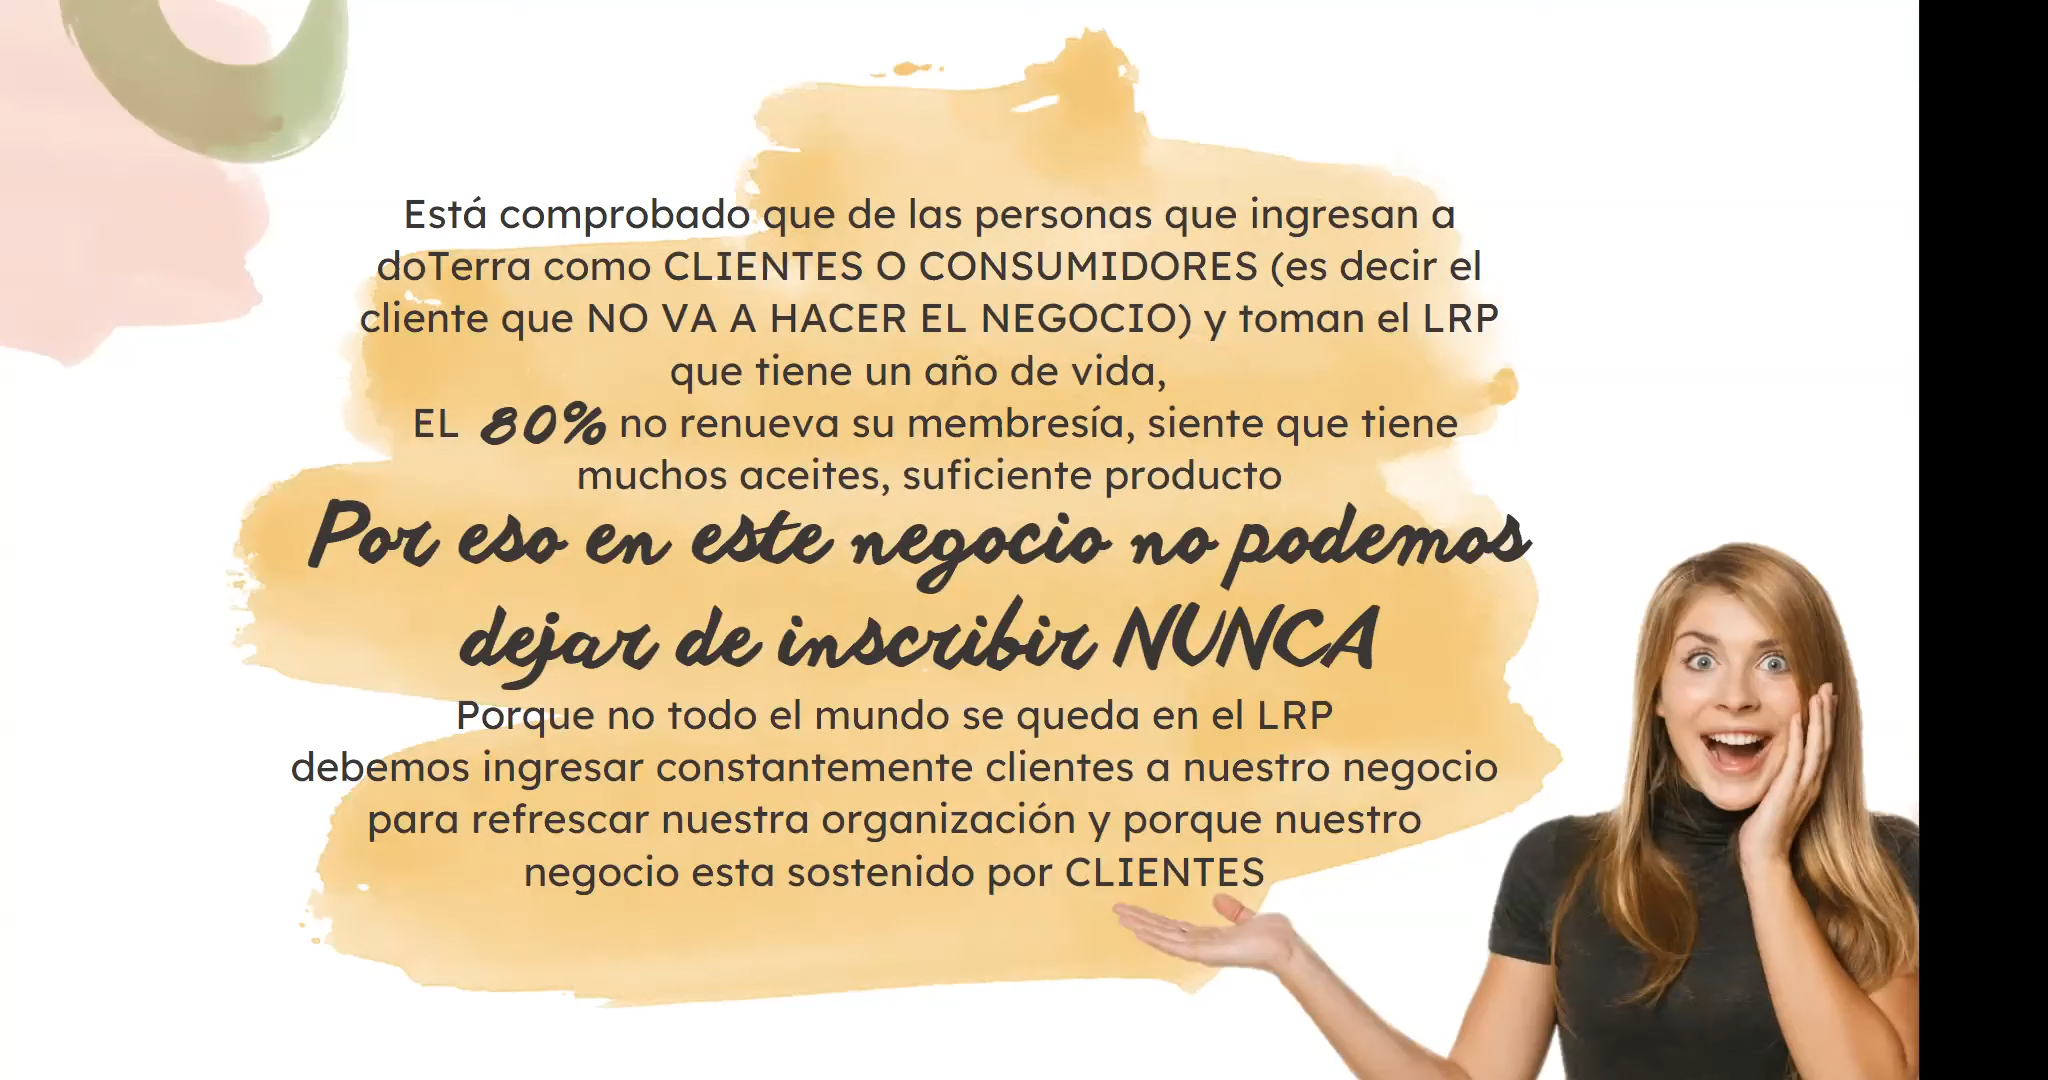 Está comprobado que de las personas que ingresan a
doTerra como CLIENTES O CONSUMIDORES (es decir el
cliente que NO VA A HACER EL NEGOCIO) y toman el LRP
que tiene un año de vida,
EL 80% no renueva su membresía, siente que tiene
muchos aceites, suficiente producto
Por eso en este negocio no podemos
dejar de inscribir NUNCA
Porque no todo el mundo se queda en el LRP
debemos ingresar constantemente clientes a nuestro negocio
para refrescar nuestra organización y porque nuestro
negocio esta sostenido por CLIENTES